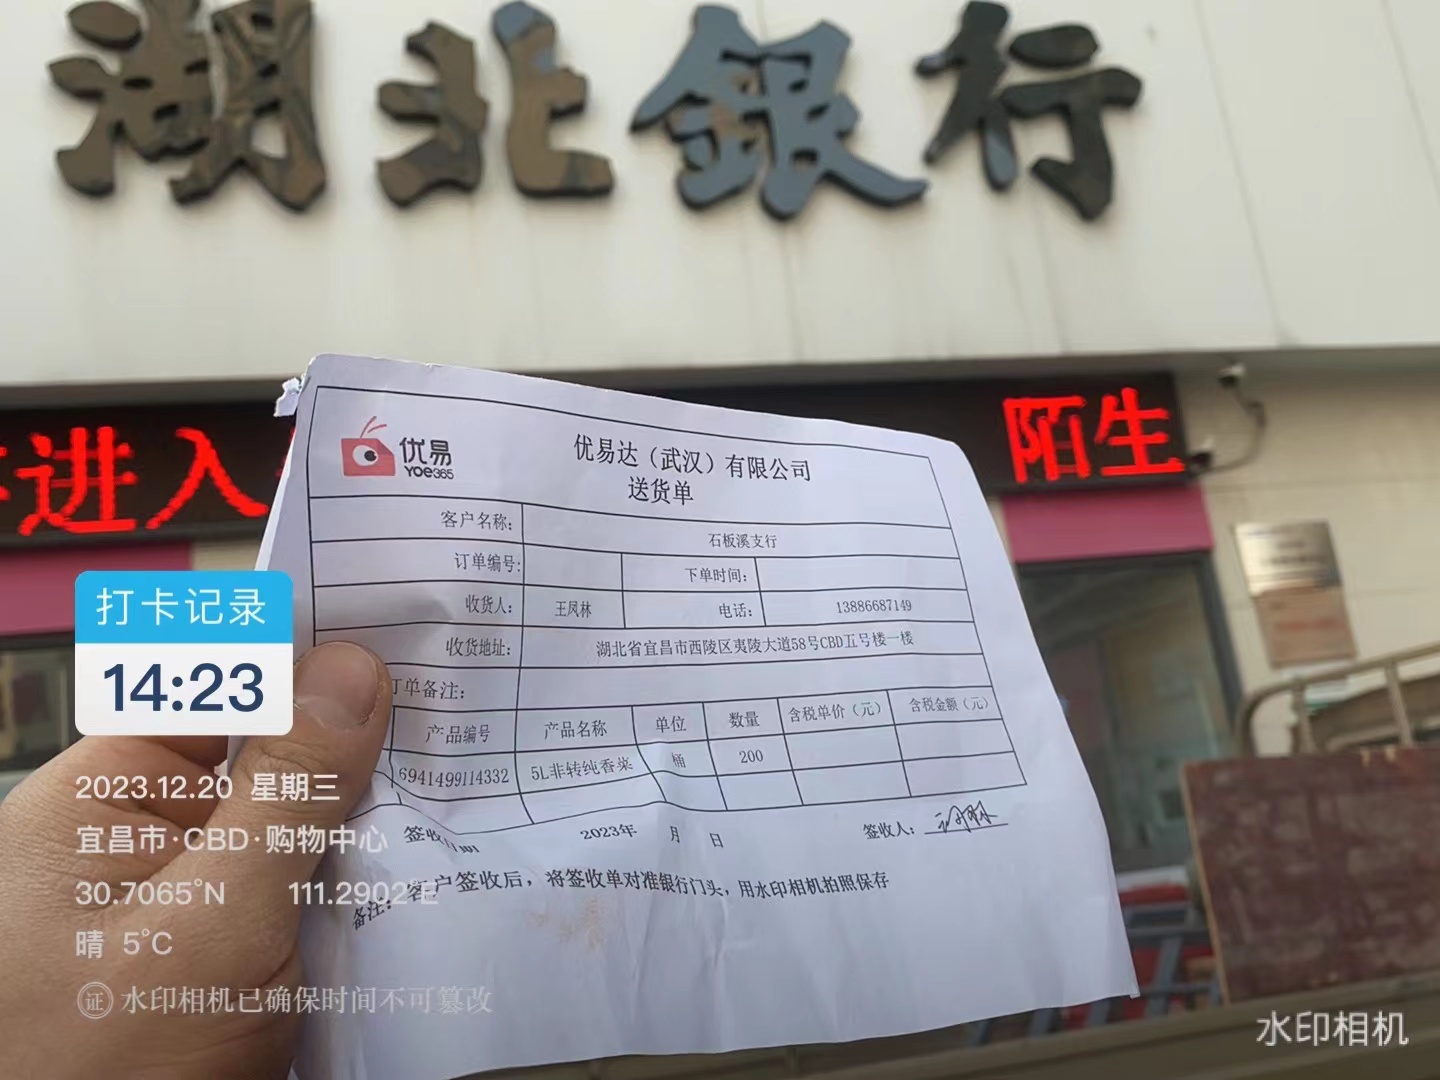 湖北銀行
进入
陌生
优易
YOe365
优易达（武汉）有限公司
送货单
客户名称： 石板溪支行
订单编号： 下单时间：
收货人： 王凤林 电话： 13886687149
收货地址： 湖北省宜昌市西陵区夷陵大道58号CBD五号楼一楼
订单备注：
产品编号 产品名称 单位 数量 含税单价（元） 含税金额（元）
6941499114332 5L非转纯香菜 桶 200
签收日期 2023年 月 日 签收人：
备注：客户签收后，将签收单对准银行门头，用水印相机拍照保存
打卡记录
14:23
2023.12.20 星期三
宜昌市·CBD·购物中心
30.7065°N 111.2902°E
晴 5°C
证 水印相机已确保时间不可篡改
水印相机